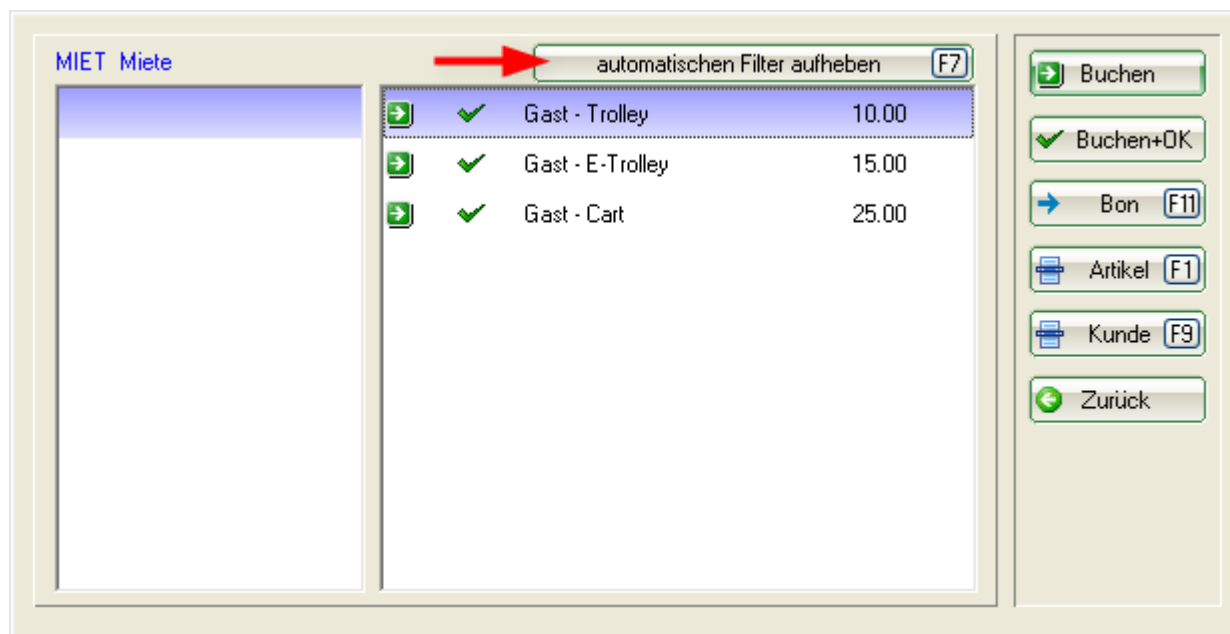 MIET Miete
automatischen Filter aufheben F7
Gast - Trolley 10.00
Gast - E-Trolley 15.00
Gast - Cart 25.00
Buchen
Buchen+OK
Bon F11
Artikel F1
Kunde F9
Zurück